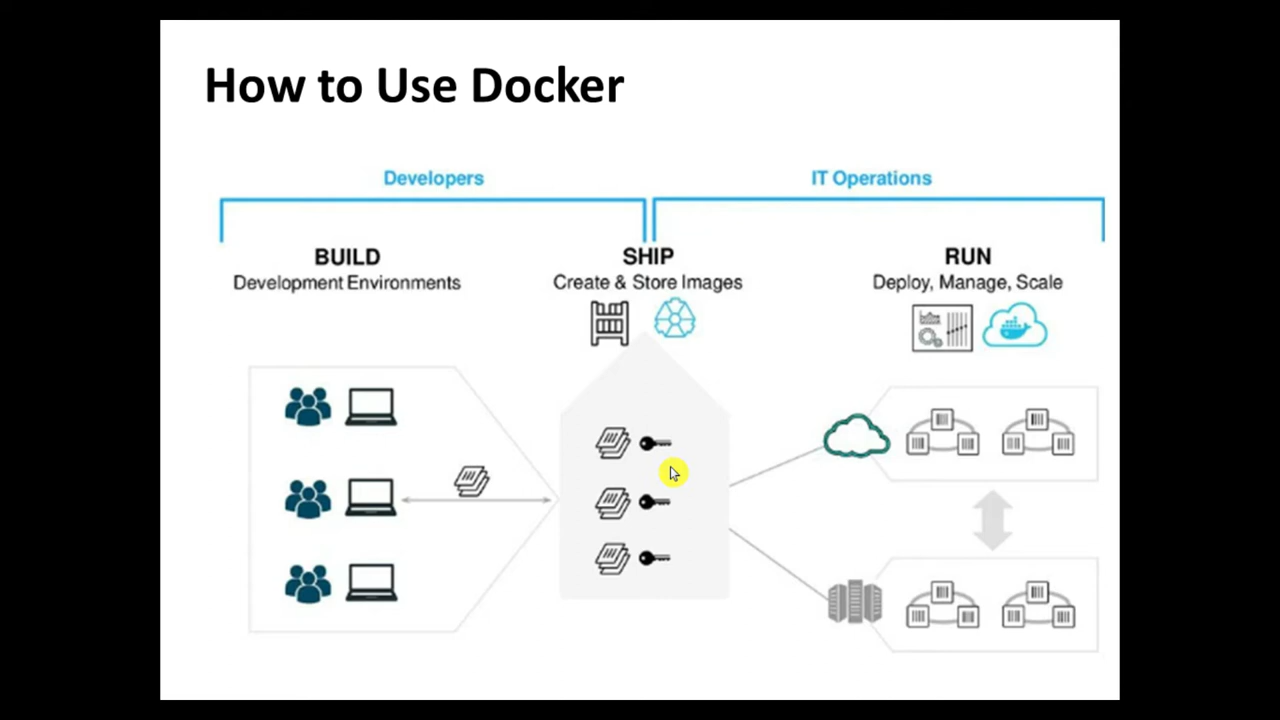 How to Use Docker
Developers
IT Operations
BUILD
Development Environments
SHIP
Create & Store Images
RUN
Deploy, Manage, Scale